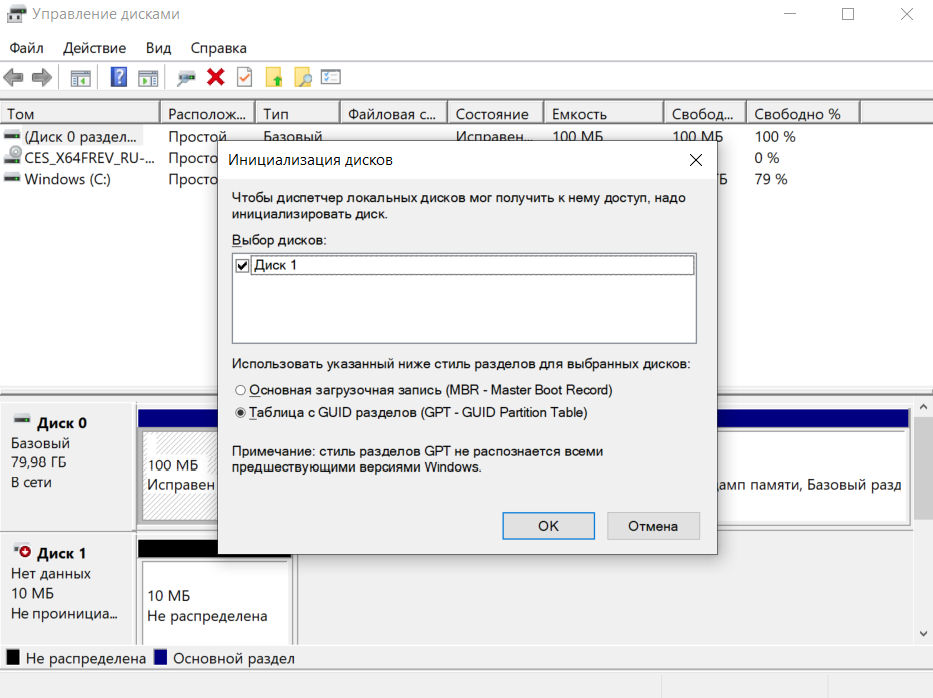 Управление дисками
Файл Действие Вид Справка
Том Располож... Тип Файловая с... Состояние Емкость Свобод... Свободно %
(Диск 0 раздел... Простой Базовый Исправен... 100 МБ 100 МБ 100 %
CES_X64FREV_RU-... Просто 0 %
Windows (C:) Просто ГБ 79 %
Инициализация дисков
Чтобы диспетчер локальных дисков мог получить к нему доступ, надо
инициализировать диск.
Выбор дисков:
Диск 1
Использовать указанный ниже стиль разделов для выбранных дисков:
Основная загрузочная запись (MBR - Master Boot Record)
Таблица с GUID разделов (GPT - GUID Partition Table)
Примечание: стиль разделов GPT не распознается всеми
предшествующими версиями Windows.
OK Отмена
Диск 0
Базовый
79,98 ГБ
В сети
100 МБ
Исправен
дамп памяти, Базовый разд
Диск 1
Нет данных
10 МБ
Не проинициа...
10 МБ
Не распределена
Не распределена Основной раздел